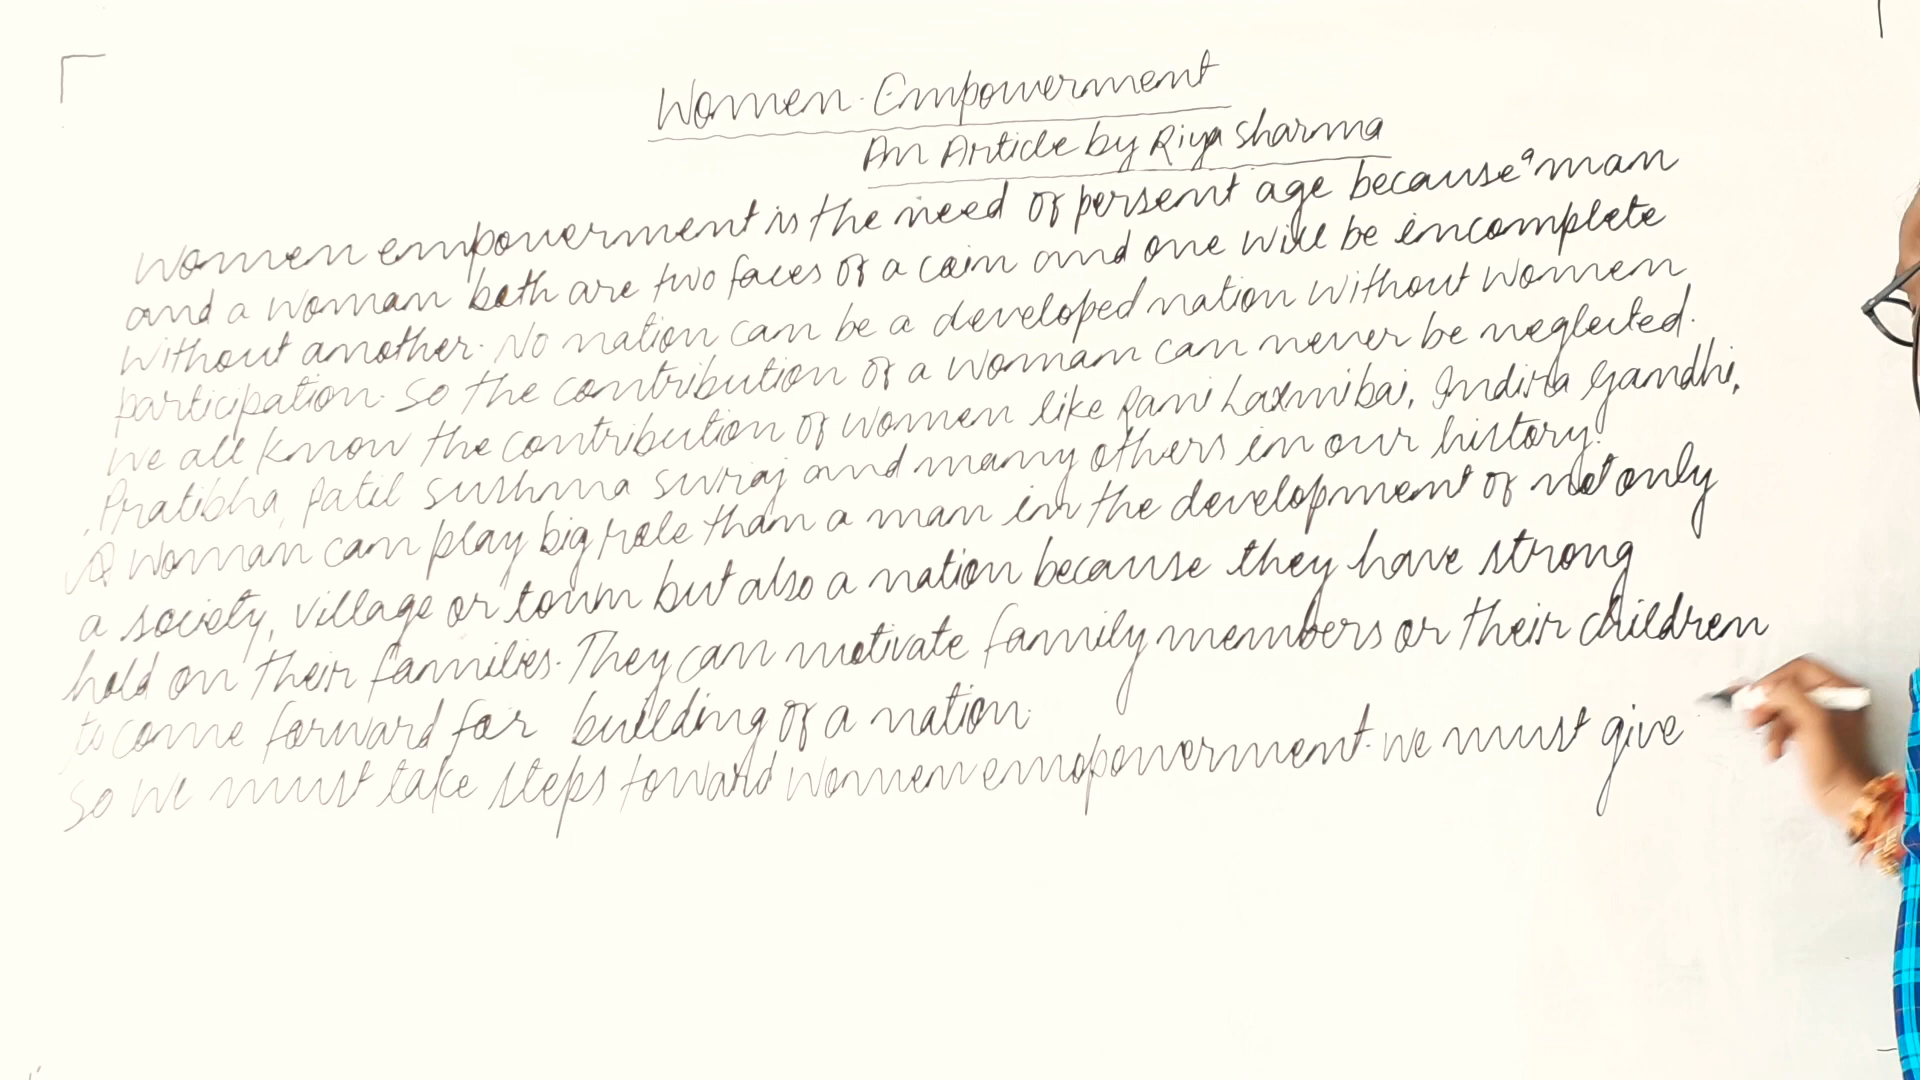 Women Empowerment
An Article by Riya Sharma
Women empowerment is the need of persent age because a man
and a woman both are two faces of a coin and one will be incomplete
without another. No nation can be a developed nation without women
participation. So the contribution of a woman can never be neglected.
We all know the contribution of women like Rani Laxmibai, Indira Gandhi,
Pratibha Patil Sushma Swraj and many others in our history.
A woman can play big role than a man in the development of not only
a society, village or town but also a nation because they have strong
hold on their families. They can motivate family members or their children
to come forward for building of a nation.
So we must take steps toward women emopowerment. We must give